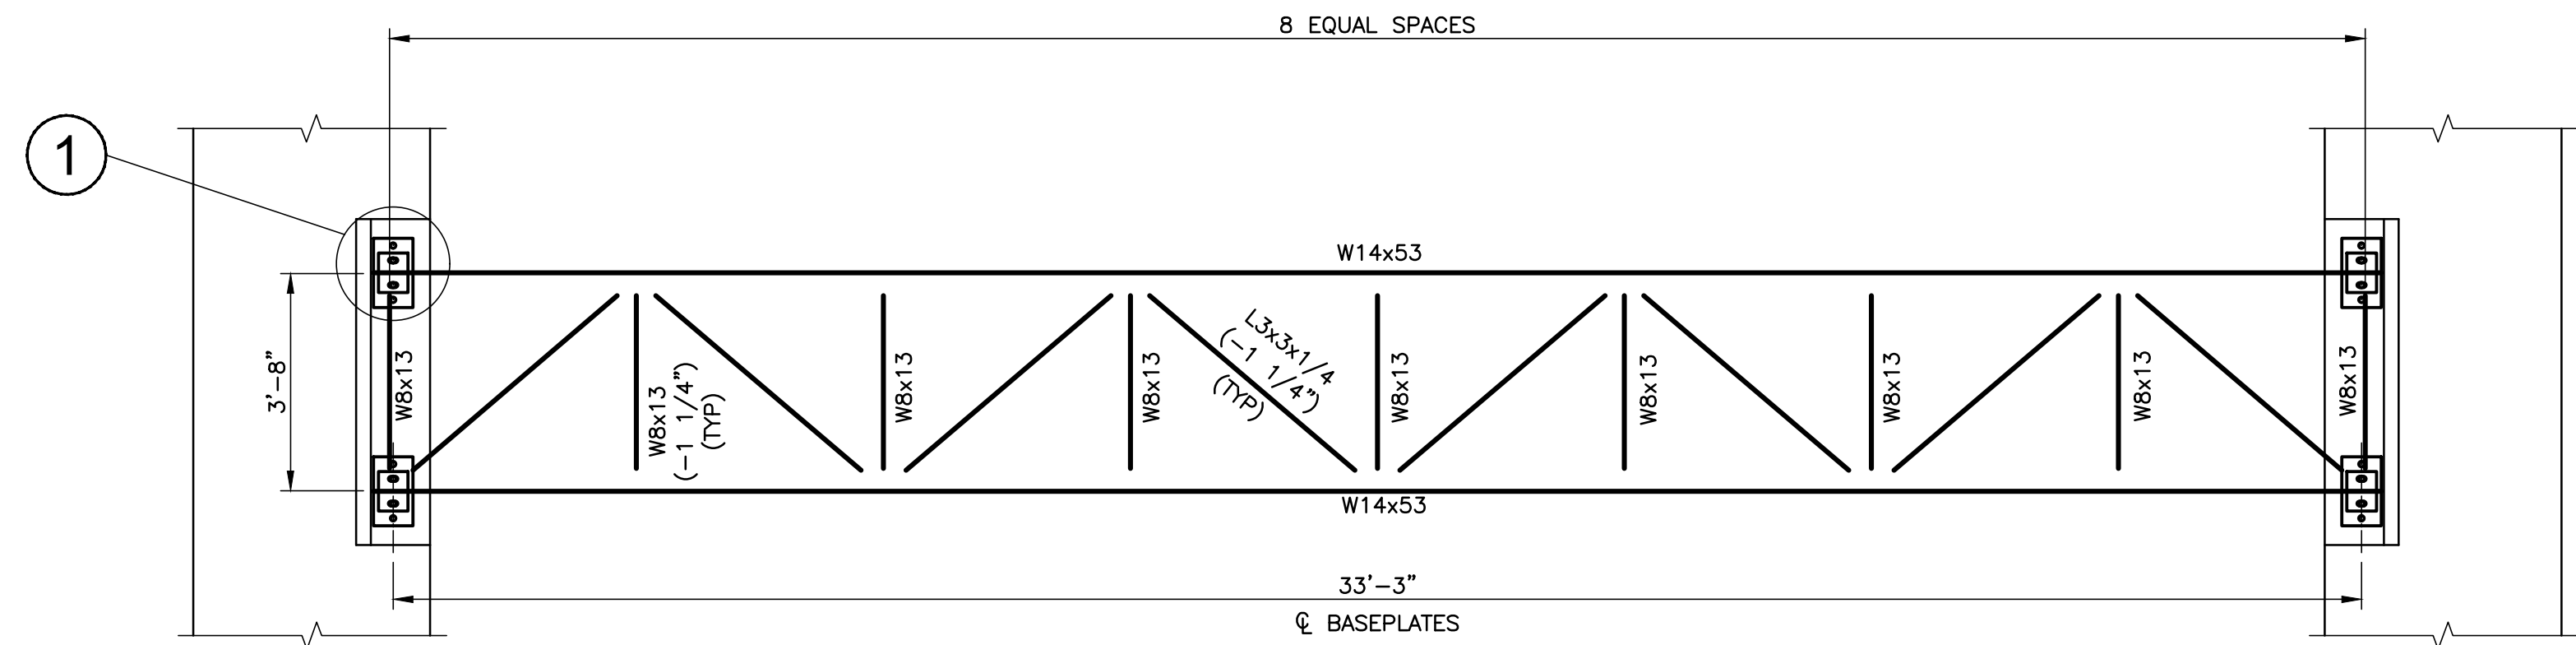 8 EQUAL SPACES
1
W14x53
3'-8"
W8x13
W8x13
(-1 1/4")
(TYP)
W8x13
W8x13
L3x3x1/4
(-1 1/4")
(TYP)
W8x13
W8x13
W8x13
W8x13
W8x13
W14x53
33'-3"
℄ BASEPLATES